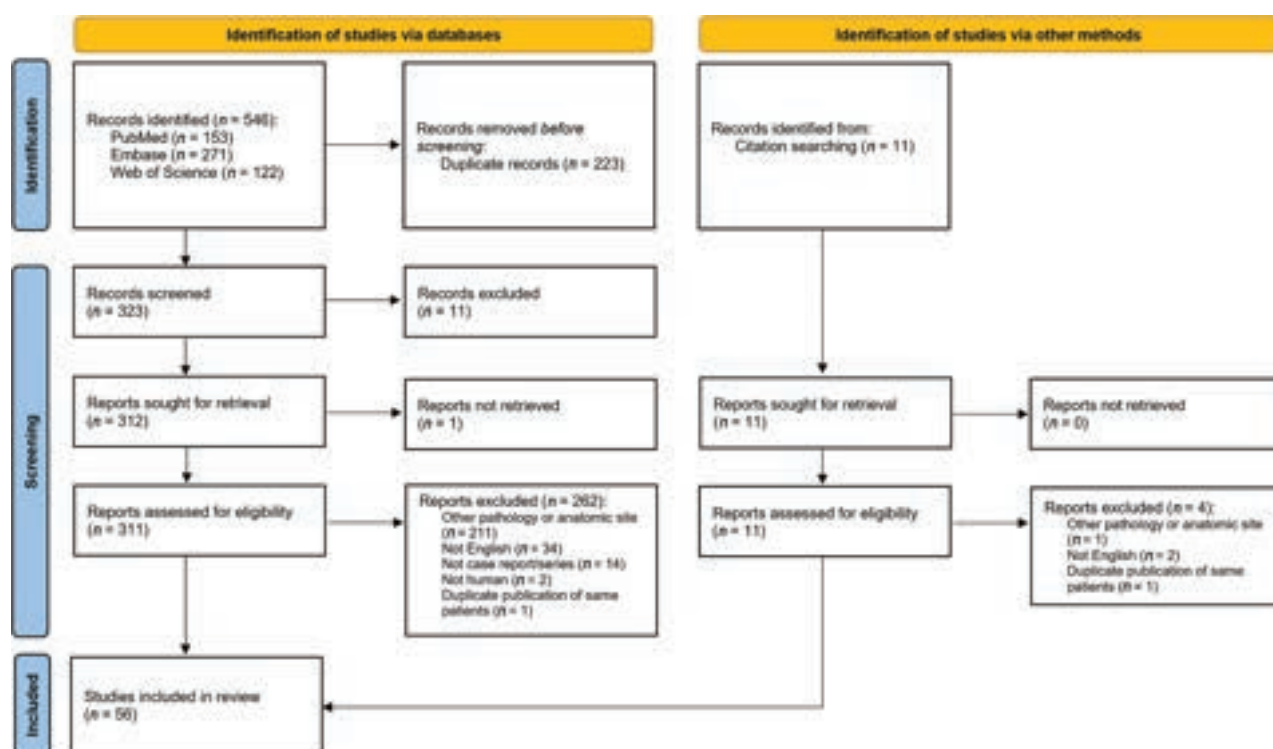 Identification of studies via databases
Identification of studies via other methods
Identification
Records identified (n = 546):
PubMed (n = 153)
Embase (n = 271)
Web of Science (n = 122)
Records removed before
screening:
Duplicate records (n = 223)
Records identified from:
Citation searching (n = 11)
Screening
Records screened
(n = 323)
Records excluded
(n = 11)
Reports sought for retrieval
(n = 312)
Reports not retrieved
(n = 1)
Reports sought for retrieval
(n = 11)
Reports not retrieved
(n = 0)
Reports assessed for eligibility
(n = 311)
Reports excluded (n = 262):
Other pathology or anatomic site
(n = 211)
Not English (n = 34)
Not case report/series (n = 14)
Not human (n = 2)
Duplicate publication of same
patients (n = 1)
Reports assessed for eligibility
(n = 11)
Reports excluded (n = 4):
Other pathology or anatomic site
(n = 1)
Not English (n = 2)
Duplicate publication of same
patients (n = 1)
Included
Studies included in review
(n = 56)